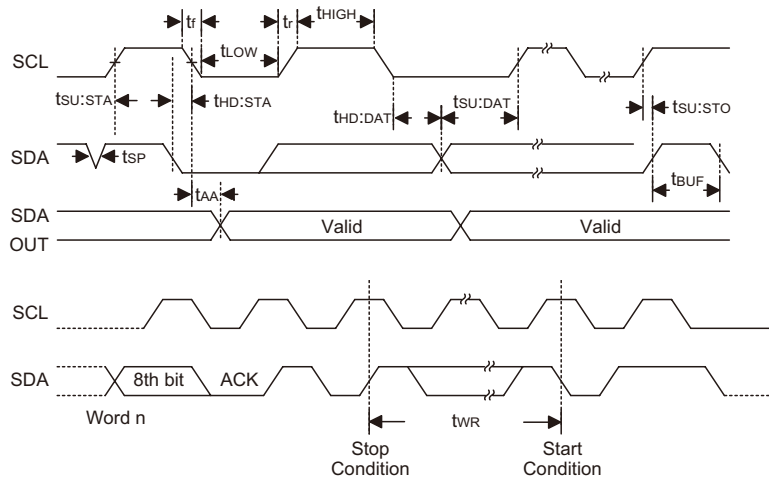 tf
tr
tHIGH
SCL
tLOW
tSU:STA
tHD:STA
tHD:DAT
tSU:DAT
tSU:STO
SDA
tSP
tBUF
tAA
SDA
OUT
Valid
Valid
SCL
SDA
8th bit
ACK
Word n
tWR
Stop
Condition
Start
Condition